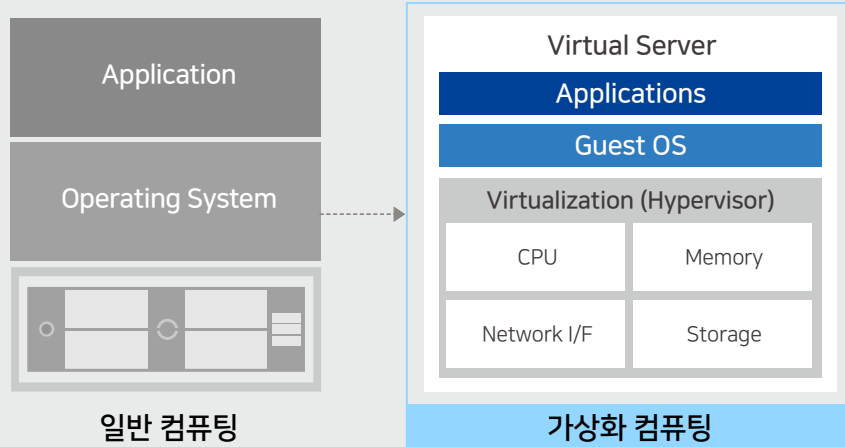 Application
Operating System
일반 컴퓨팅
Virtual Server
Applications
Guest OS
Virtualization (Hypervisor)
CPU
Memory
Network I/F
Storage
가상화 컴퓨팅